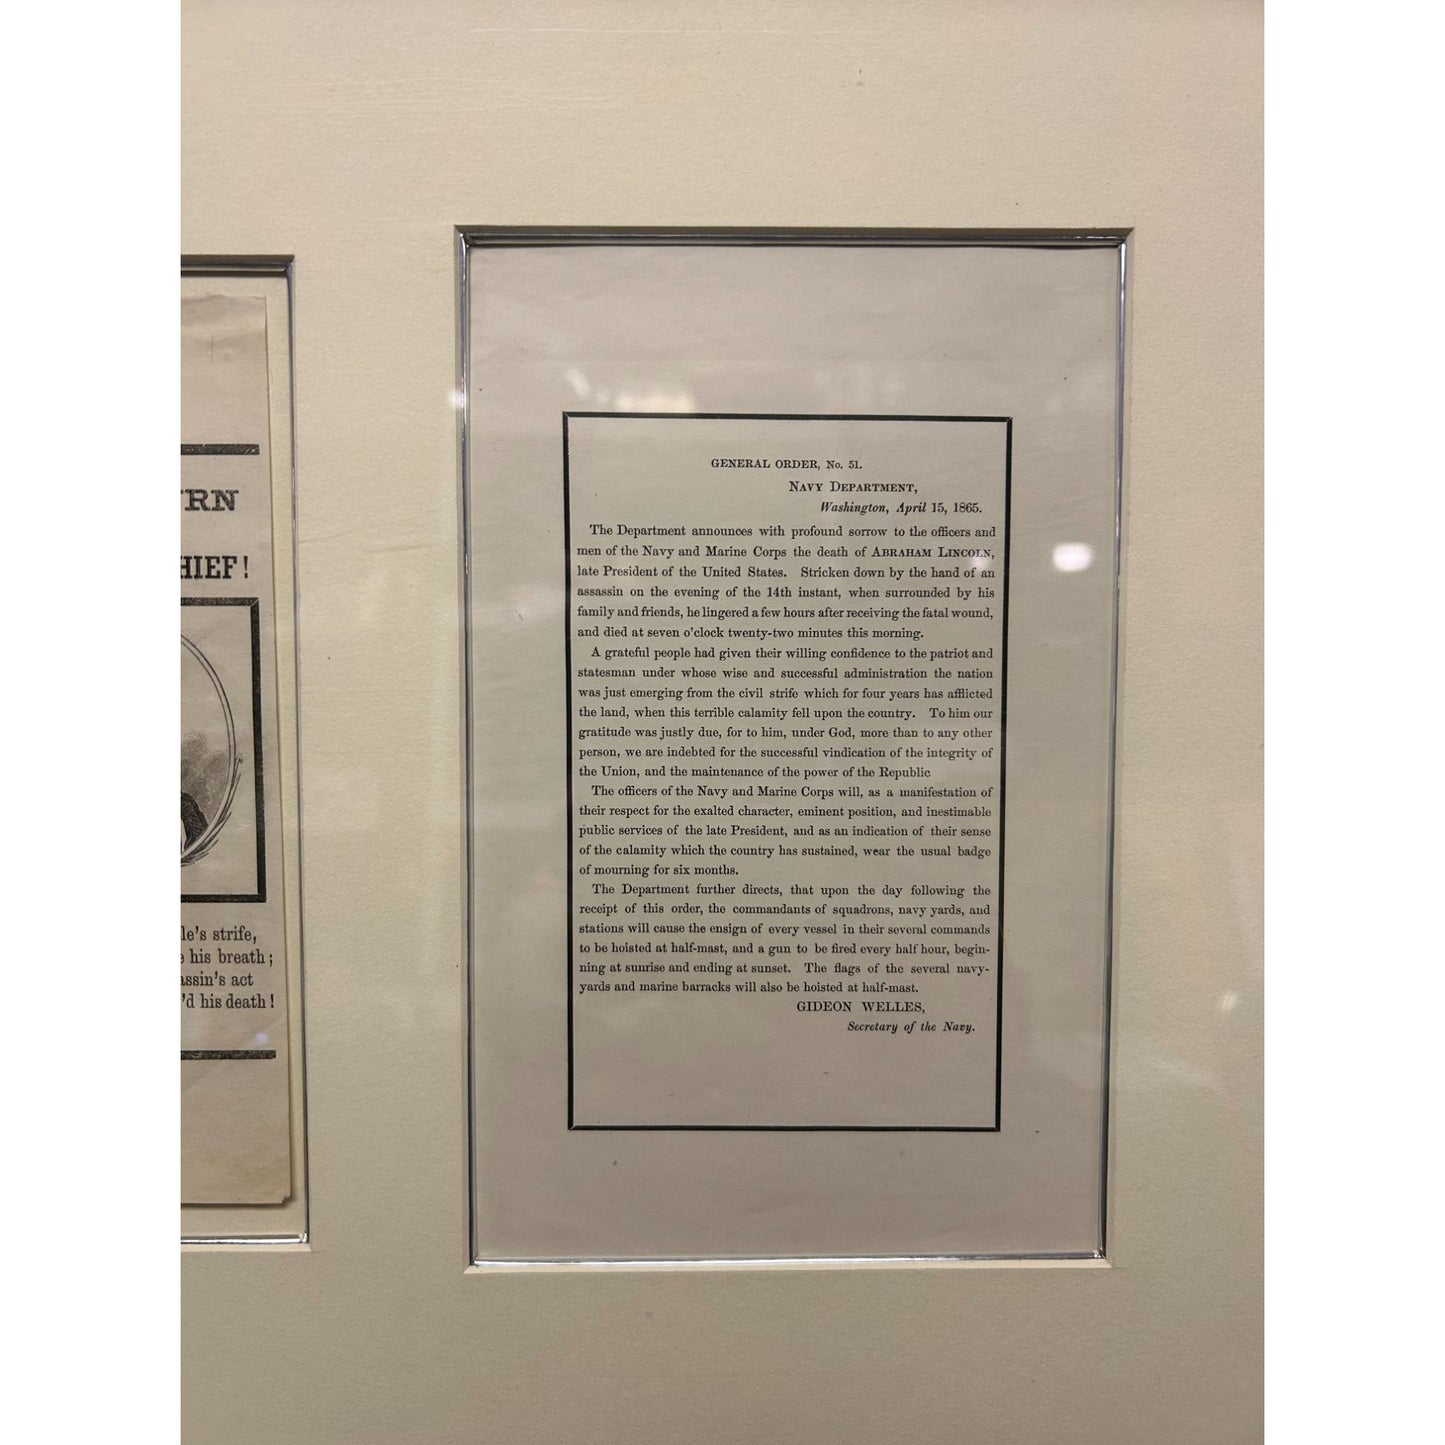 RN
HIEF!
le's strife,
his breath;
assin's act
'd his death!
GENERAL ORDER, No. 51.
NAVY DEPARTMENT,
Washington, April 15, 1865.
The Department announces with profound sorrow to the officers and
men of the Navy and Marine Corps the death of ABRAHAM LINCOLN,
late President of the United States. Stricken down by the hand of an
assassin on the evening of the 14th instant, when surrounded by his
family and friends, he lingered a few hours after receiving the fatal wound,
and died at seven o'clock twenty-two minutes this morning.
A grateful people had given their willing confidence to the patriot and
statesman under whose wise and successful administration the nation
was just emerging from the civil strife which for four years has afflicted
the land, when this terrible calamity fell upon the country. To him our
gratitude was justly due, for to him, under God, more than to any other
person, we are indebted for the successful vindication of the integrity of
the Union, and the maintenance of the power of the Republic
The officers of the Navy and Marine Corps will, as a manifestation of
their respect for the exalted character, eminent position, and inestimable
public services of the late President, and as an indication of their sense
of the calamity which the country has sustained, wear the usual badge
of mourning for six months.
The Department further directs, that upon the day following the
receipt of this order, the commandants of squadrons, navy yards, and
stations will cause the ensign of every vessel in their several commands
to be hoisted at half-mast, and a gun to be fired every half hour, begin-
ning at sunrise and ending at sunset. The flags of the several navy-
yards and marine barracks will also be hoisted at half-mast.
GIDEON WELLES,
Secretary of the Navy.